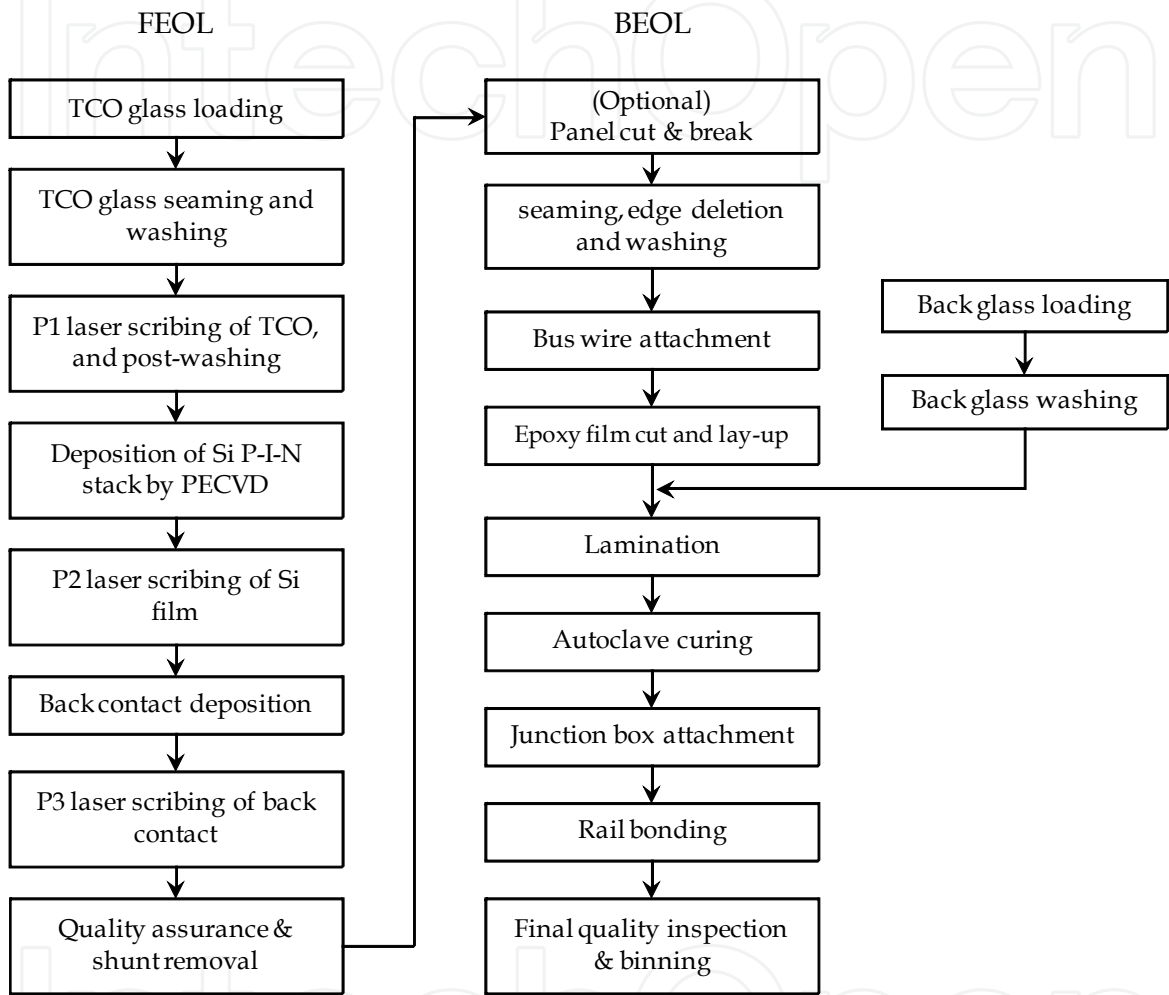 IntechOpen
FEOL
TCO glass loading
TCO glass seaming and
washing
P1 laser scribing of TCO,
and post-washing
Deposition of Si P-I-N
stack by PECVD
P2 laser scribing of Si
film
Back contact deposition
P3 laser scribing of back
contact
Quality assurance &
shunt removal
BEOL
(Optional)
Panel cut & break
seaming, edge deletion
and washing
Bus wire attachment
Epoxy film cut and lay-up
Lamination
Autoclave curing
Junction box attachment
Rail bonding
Final quality inspection
& binning
Back glass loading
Back glass washing
IntechOpen